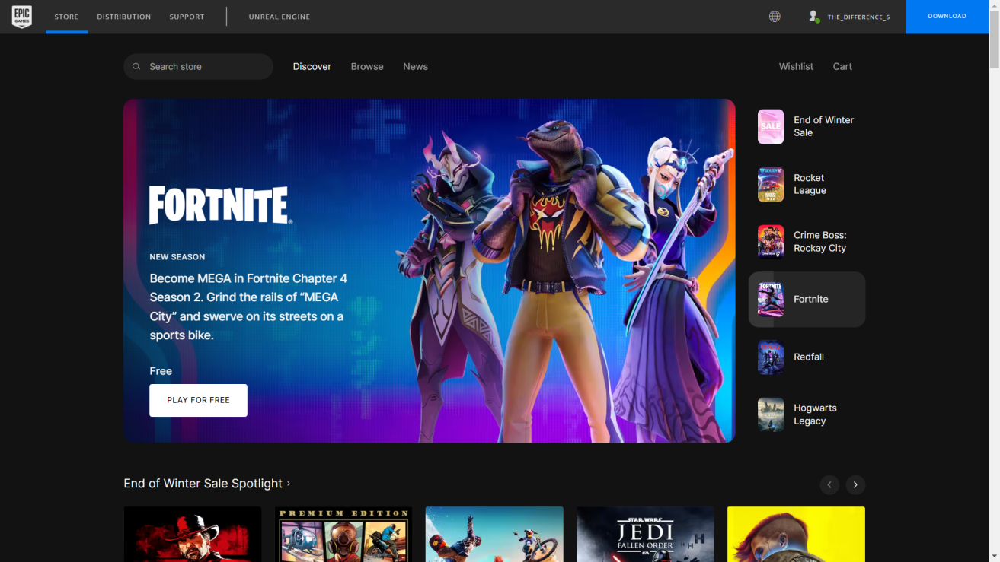 EPIC
GAMES
STORE
DISTRIBUTION
SUPPORT
UNREAL ENGINE
THE_DIFFERENCE_S
DOWNLOAD
Search store
Discover
Browse
News
Wishlist
Cart
FORTNITE®
NEW SEASON
Become MEGA in Fortnite Chapter 4
Season 2. Grind the rails of “MEGA
City” and swerve on its streets on a
sports bike.
Free
PLAY FOR FREE
SALE
End of Winter
Sale
Rocket
League
Crime Boss:
Rockay City
FORTNITE
Fortnite
Redfall
Hogwarts
Legacy
End of Winter Sale Spotlight
PREMIUM EDITION
STAR WARS
JEDI
FALLEN ORDER
EA